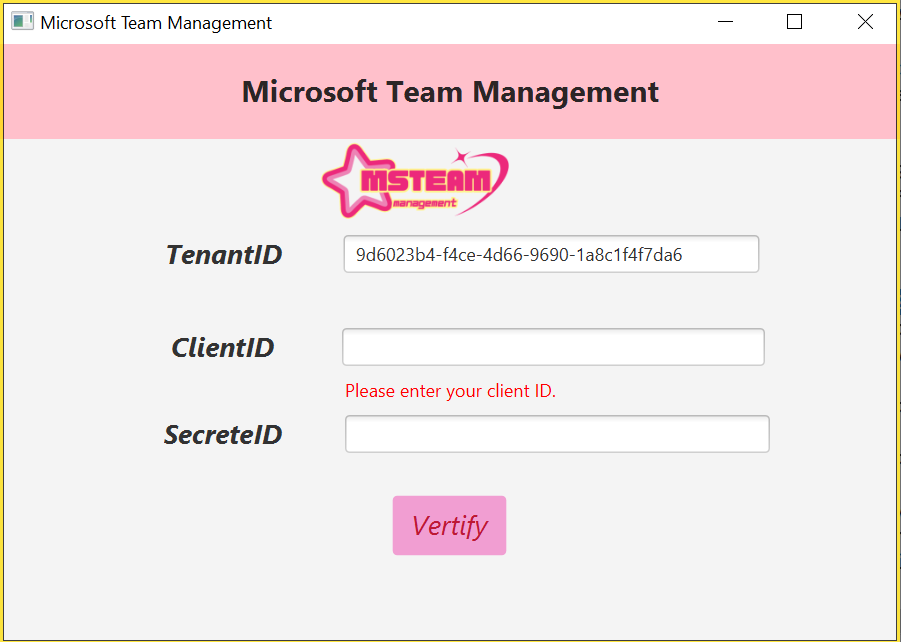 Microsoft Team Management
Microsoft Team Management
MSTEAM
management
TenantID
9d6023b4-f4ce-4d66-9690-1a8c1f4f7da6
ClientID
Please enter your client ID.
SecreteID
Vertify